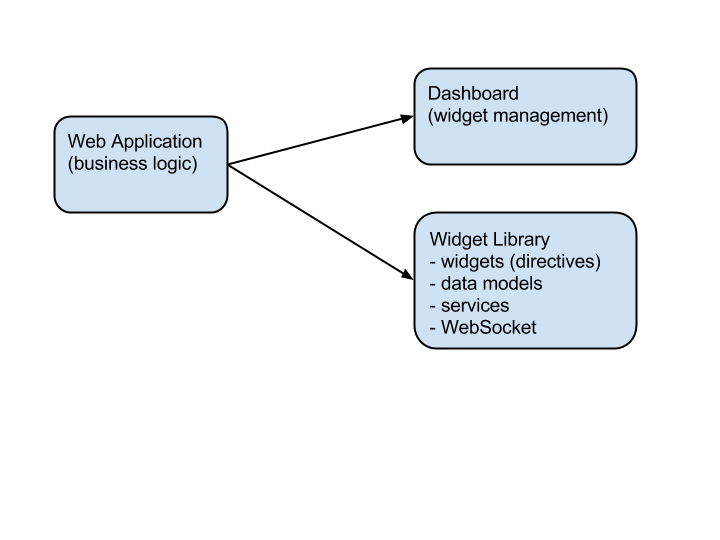 Web Application
(business logic)
Dashboard
(widget management)
Widget Library
- widgets (directives)
- data models
- services
- WebSocket